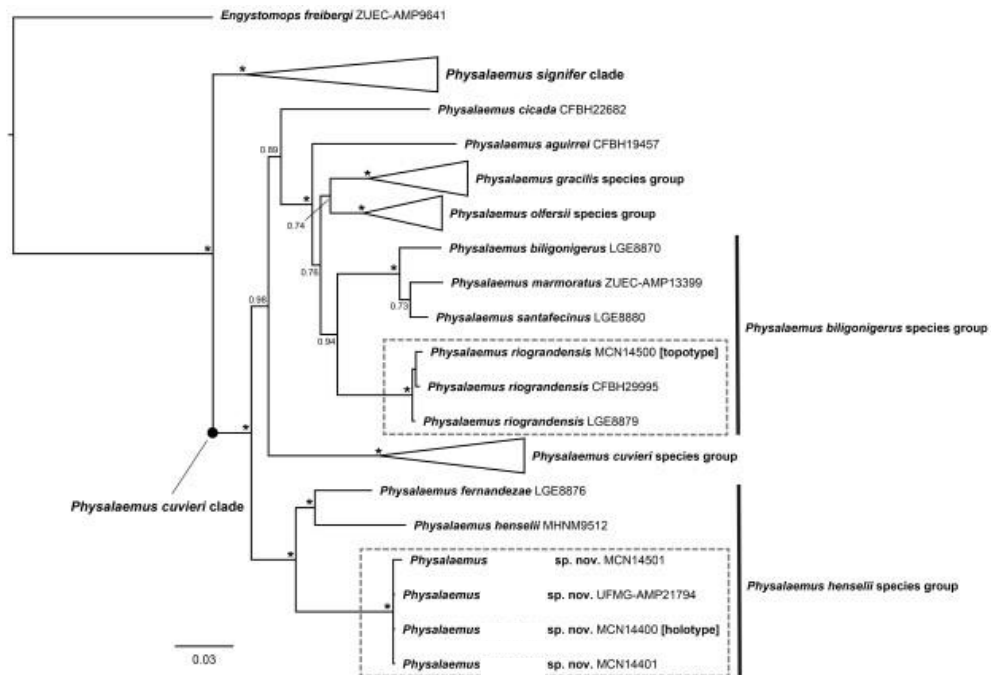 Engystomops freibergi ZUEC-AMP9641
*
Physalaemus signifer clade
Physalaemus cicada CFBH22682
0.89
Physalaemus aguirrei CFBH19457
*
Physalaemus gracilis species group
*
*
Physalaemus olfersii species group
0.74
*
Physalaemus biligonigerus LGE8870
0.76
*
Physalaemus marmoratus ZUEC-AMP13399
0.98
0.73
Physalaemus santafecinus LGE8880
Physalaemus biligonigerus species group
0.94
Physalaemus riograndensis MCN14500 [topotype]
*
Physalaemus riograndensis CFBH29995
Physalaemus riograndensis LGE8879
*
*
Physalaemus cuvieri species group
Physalaemus cuvieri clade
Physalaemus fernandezae LGE8876
*
Physalaemus henselii MHNM9512
*
Physalaemus sp. nov. MCN14501
Physalaemus henselii species group
Physalaemus sp. nov. UFMG-AMP21794
*
Physalaemus sp. nov. MCN14400 [holotype]
Physalaemus sp. nov. MCN14401
0.03